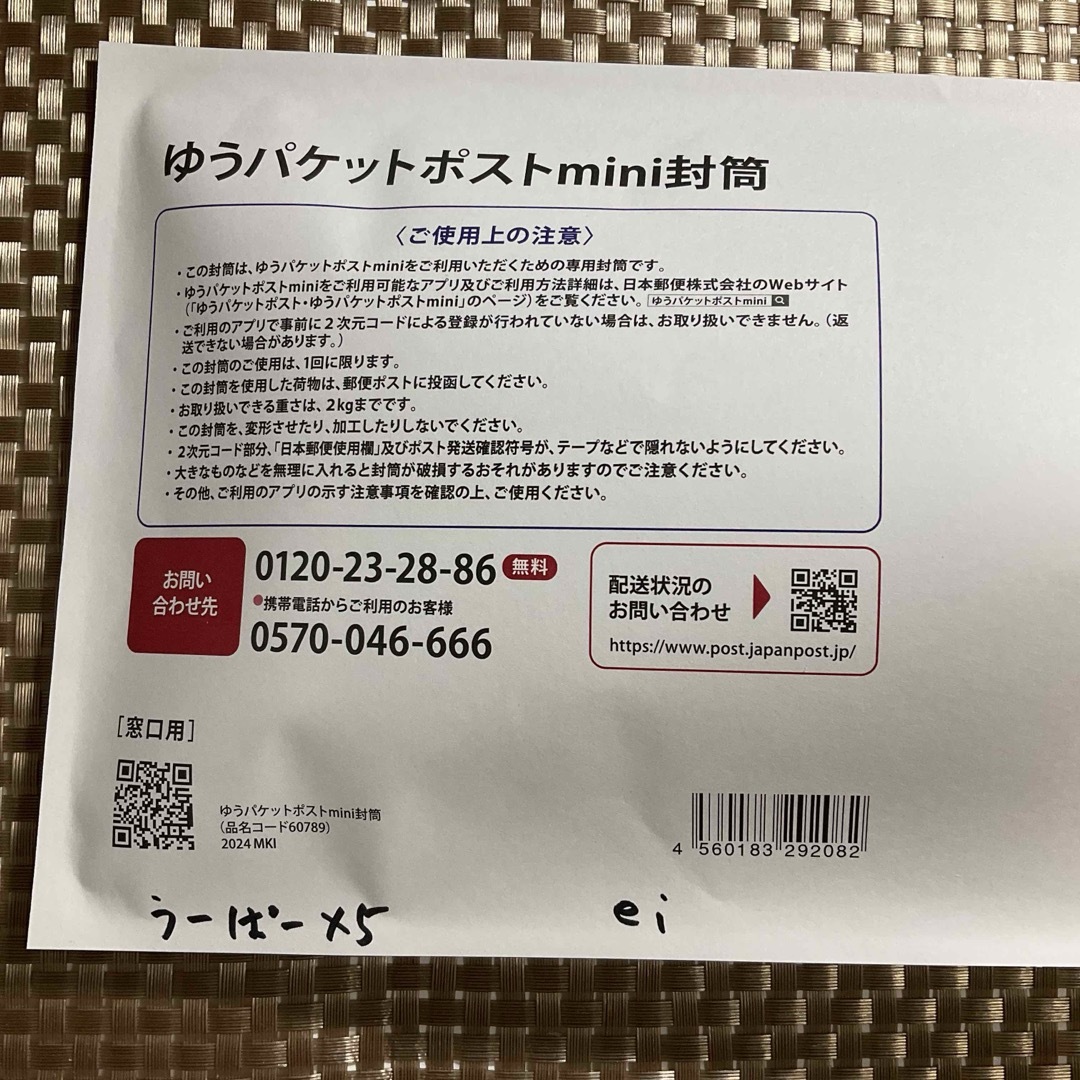 ゆうパケットポストmini封筒
〈ご使用上の注意〉
・この封筒は、ゆうパケットポストminiをご利用いただくための専用封筒です。
・ゆうパケットポストminiをご利用可能なアプリ及びご利用方法詳細は、日本郵便株式会社のWebサイト
(「ゆうパケットポスト・ゆうパケットポストmini」のページ)をご覧ください。 ゆうパケットポストmini
・ご利用のアプリで事前に2次元コードによる登録が行われていない場合は、お取り扱いできません。(返
送できない場合があります。)
・この封筒のご使用は、1回に限ります。
・この封筒を使用した荷物は、郵便ポストに投函してください。
・お取り扱いできる重さは、2kgまでです。
・この封筒を、変形させたり、加工したりしないでください。
・2次元コード部分、「日本郵便使用欄」及びポスト発送確認符号が、テープなどで隠れないようにしてください。
・大きなものなどを無理に入れると封筒が破損するおそれがありますのでご注意ください。
・その他、ご利用のアプリの示す注意事項を確認の上、ご使用ください。
お問い
合わせ先
0120-23-28-86 無料
●携帯電話からご利用のお客様
0570-046-666
配送状況の
お問い合わせ
https://www.post.japanpost.jp/
[窓口用]
ゆうパケットポストmini封筒
(品名コード60789)
2024 MKI
4 560183 292082
うーぱー×5
ei